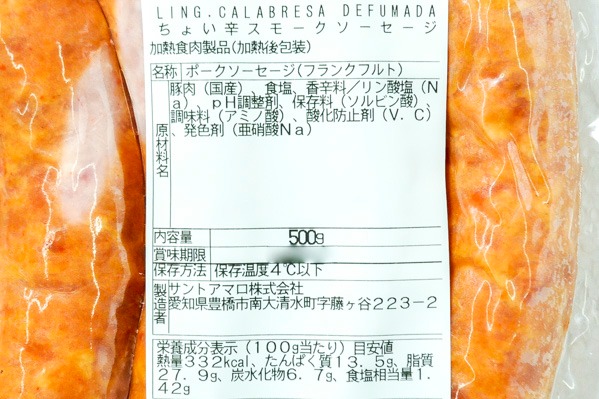 LING.CALABRESA DEFUMADA
ちょい辛スモークソーセージ
加熱食肉製品(加熱後包装)
名称 ポークソーセージ(フランクフルト)
原材料名 豚肉(国産)、食塩、香辛料/リン酸塩(N
a)、pH調整剤、保存料(ソルビン酸)、
調味料(アミノ酸)、酸化防止剤(V.C)
、発色剤(亜硝酸Na)
内容量 500g
賞味期限
保存方法 保存温度4℃以下
製造者 サントアマロ株式会社
愛知県豊橋市南大清水町字藤ヶ谷223-2
栄養成分表示(100g当たり)目安値
熱量332kcal、たんぱく質13.5g、脂質
27.9g、炭水化物6.7g、食塩相当量1.
42g